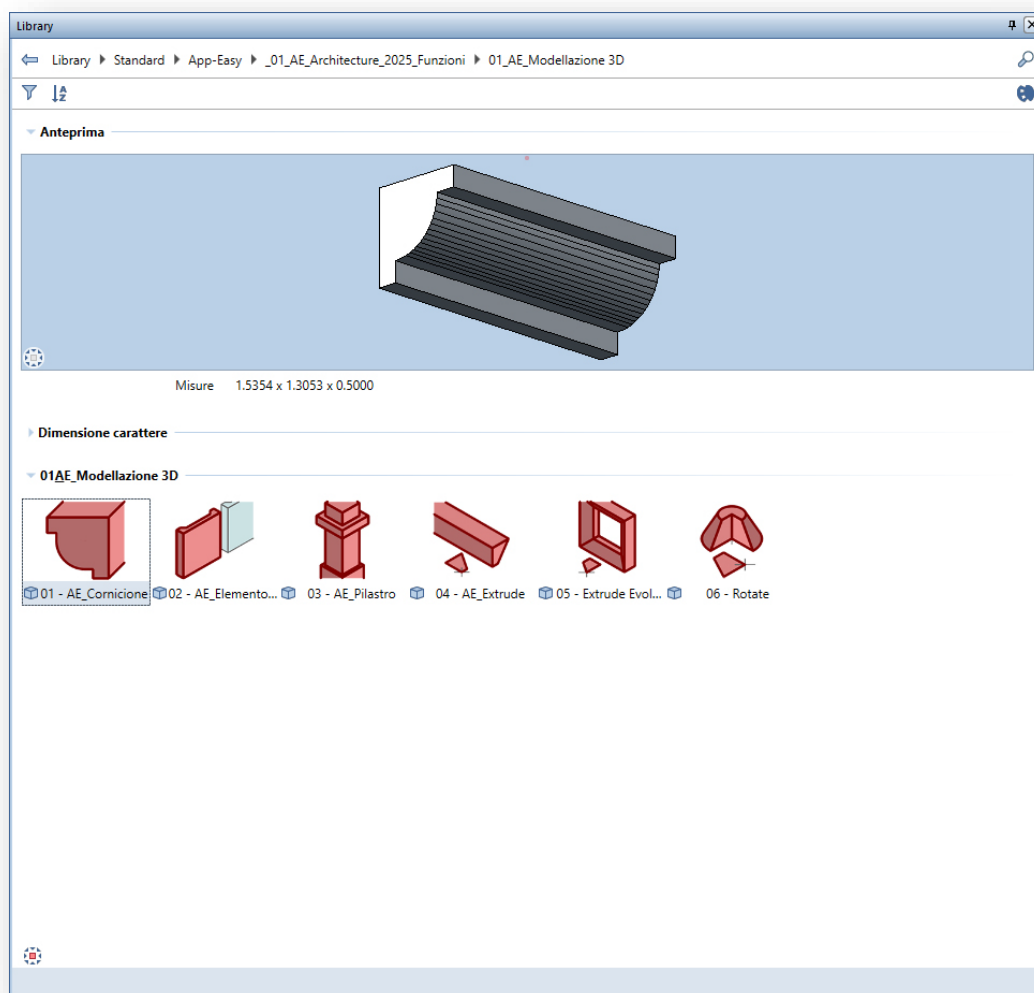 Library
Library Standard App-Easy _01_AE_Architecture_2025_Funzioni 01_AE_Modellazione 3D
A
Z
Anteprima
Misure 1.5354 x 1.3053 x 0.5000
Dimensione carattere
01AE_Modellazione 3D
01 - AE_Cornicione 02 - AE_Elemento... 03 - AE_Pilastro 04 - AE_Extrude 05 - Extrude Evol... 06 - Rotate